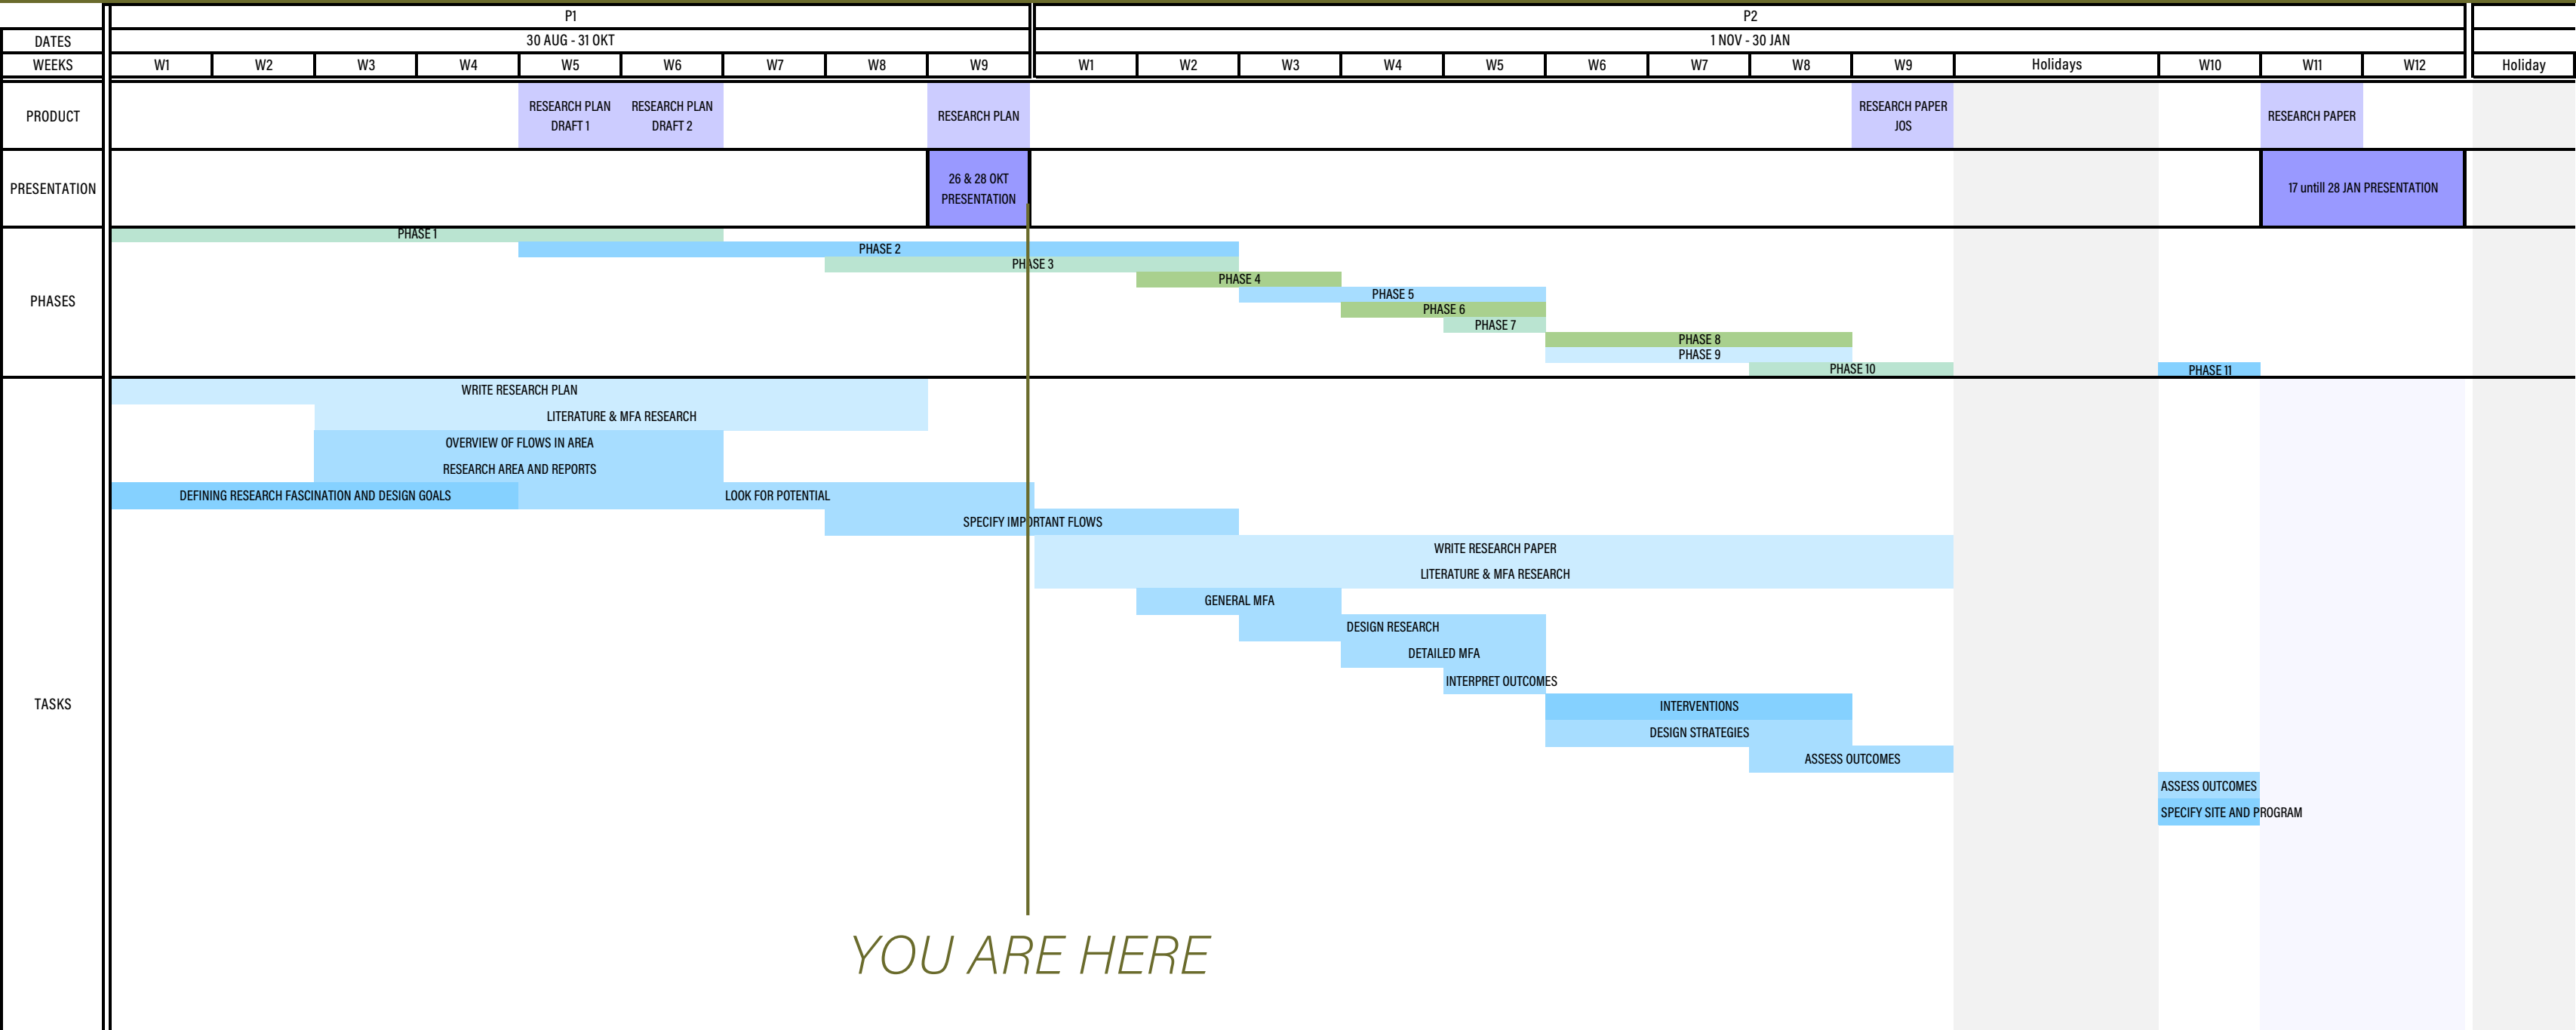 P1
P2
DATES
30 AUG - 31 OKT
1 NOV - 30 JAN
WEEKS
W1 W2 W3 W4 W5 W6 W7 W8 W9 W1 W2 W3 W4 W5 W6 W7 W8 W9 Holidays W10 W11 W12 Holiday
PRODUCT
RESEARCH PLAN
DRAFT 1
RESEARCH PLAN
DRAFT 2
RESEARCH PLAN
RESEARCH PAPER
JOS
RESEARCH PAPER
PRESENTATION
26 & 28 OKT
PRESENTATION
17 untill 28 JAN PRESENTATION
PHASES
PHASE 1
PHASE 2
PHASE 3
PHASE 4
PHASE 5
PHASE 6
PHASE 7
PHASE 8
PHASE 9
PHASE 10
PHASE 11
TASKS
WRITE RESEARCH PLAN
LITERATURE & MFA RESEARCH
OVERVIEW OF FLOWS IN AREA
RESEARCH AREA AND REPORTS
DEFINING RESEARCH FASCINATION AND DESIGN GOALS
LOOK FOR POTENTIAL
SPECIFY IMPORTANT FLOWS
WRITE RESEARCH PAPER
LITERATURE & MFA RESEARCH
GENERAL MFA
DESIGN RESEARCH
DETAILED MFA
INTERPRET OUTCOMES
INTERVENTIONS
DESIGN STRATEGIES
ASSESS OUTCOMES
ASSESS OUTCOMES
SPECIFY SITE AND PROGRAM
YOU ARE HERE